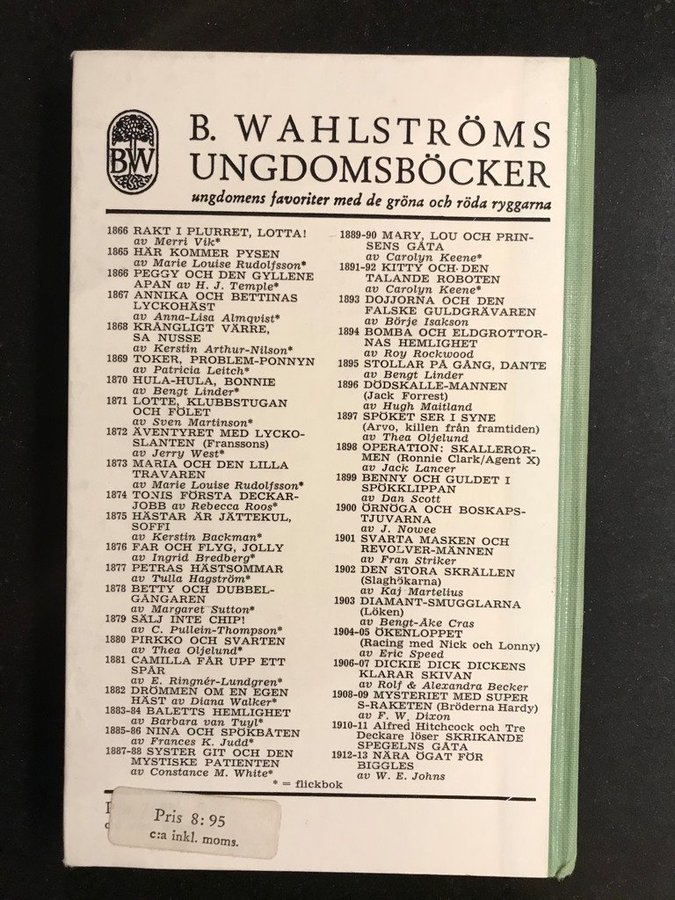 BW
B. WAHLSTRÖMS
UNGDOMSBÖCKER
ungdomens favoriter med de gröna och röda ryggarna
1866 RAKT I PLURRET, LOTTA!
av Merri Vik*
1865 HÄR KOMMER PYSEN
av Marie Louise Rudolfsson*
1866 PEGGY OCH DEN GYLLENE
APAN av H. J. Temple*
1867 ANNIKA OCH BETTINAS
LYCKOHÄST
av Anna-Lisa Almqvist*
1868 KRÅNGLIGT VÄRRE,
SA NUSSE
av Kerstin Arthur-Nilson*
1869 TOKER, PROBLEM-PONNYN
av Patricia Leitch*
1870 HULA-HULA, BONNIE
av Bengt Linder*
1871 LOTTE, KLUBBSTUGAN
OCH FÖLET
av Sven Martinson*
1872 ÄVENTYRET MED LYCKO-
SLANTEN (Franssons)
av Jerry West*
1873 MARIA OCH DEN LILLA
TRAVAREN
av Marie Louise Rudolfsson*
1874 TONIS FÖRSTA DECKAR-
JOBB av Rebecca Roos*
1875 HÄSTAR ÄR JÄTTEKUL,
SOFFI
av Kerstin Backman*
1876 FAR OCH FLYG, JOLLY
av Ingrid Bredberg*
1877 PETRAS HÄSTSOMMAR
av Tulla Hagström*
1878 BETTY OCH DUBBEL-
GÅNGAREN
av Margaret Sutton*
1879 SÄLJ INTE CHIP!
av C. Pullein-Thompson*
1880 PIRKKO OCH SVARTEN
av Thea Oljelund*
1881 CAMILLA FÅR UPP ETT
SPÅR
av E. Ringnér-Lundgren*
1882 DRÖMMEN OM EN EGEN
HÄST av Diana Walker*
1883-84 BALETTS HEMLIGHET
av Barbara van Tuyl*
1885-86 NINA OCH SPÖKBÅTEN
av Frances K. Judd*
1887-88 SYSTER GIT OCH DEN
MYSTISKE PATIENTEN
av Constance M. White*
1889-90 MARY, LOU OCH PRIN-
SENS GÅTA
av Carolyn Keene*
1891-92 KITTY OCH DEN
TALANDE ROBOTEN
av Carolyn Keene*
1893 DOJJORNA OCH DEN
FALSKE GULDGRÄVAREN
av Börje Isakson
1894 BOMBA OCH ELDGROTTOR-
NAS HEMLIGHET
av Roy Rockwood
1895 STOLLAR PÅ GÅNG, DANTE
av Bengt Linder
1896 DÖDSKALLE-MANNEN
(Jack Forrest)
av Hugh Maitland
1897 SPÖKET SER I SYNE
(Arvo, killen från framtiden)
av Thea Oljelund
1898 OPERATION: SKALLEROR-
MEN (Ronnie Clark/Agent X)
av Jack Lancer
1899 BENNY OCH GULDET I
SPÖKKLIPPAN
av Dan Scott
1900 ÖRNÖGA OCH BOSKAPS-
TJUVARNA
av J. Nowee
1901 SVARTA MASKEN OCH
REVOLVER-MÄNNEN
av Fran Striker
1902 DEN STORA SKRÄLLEN
(Slaghökarna)
av Kaj Martelius
1903 DIAMANT-SMUGGLARNA
(Löken)
av Bengt-Åke Cras
1904-05 ÖKENLOPPET
(Racing med Nick och Lonny)
av Eric Speed
1906-07 DICKIE DICK DICKENS
KLARAR SKIVAN
av Rolf & Alexandra Becker
1908-09 MYSTERIET MED SUPER
S-RAKETEN (Bröderna Hardy)
av F. W. Dixon
1910-11 Alfred Hitchcock och Tre
Deckare löser SKRIKANDE
SPEGELNS GÅTA
1912-13 NÄRA ÖGAT FÖR
BIGGLES
av W. E. Johns
* = flickbok
Pris 8:95
c:a inkl. moms.